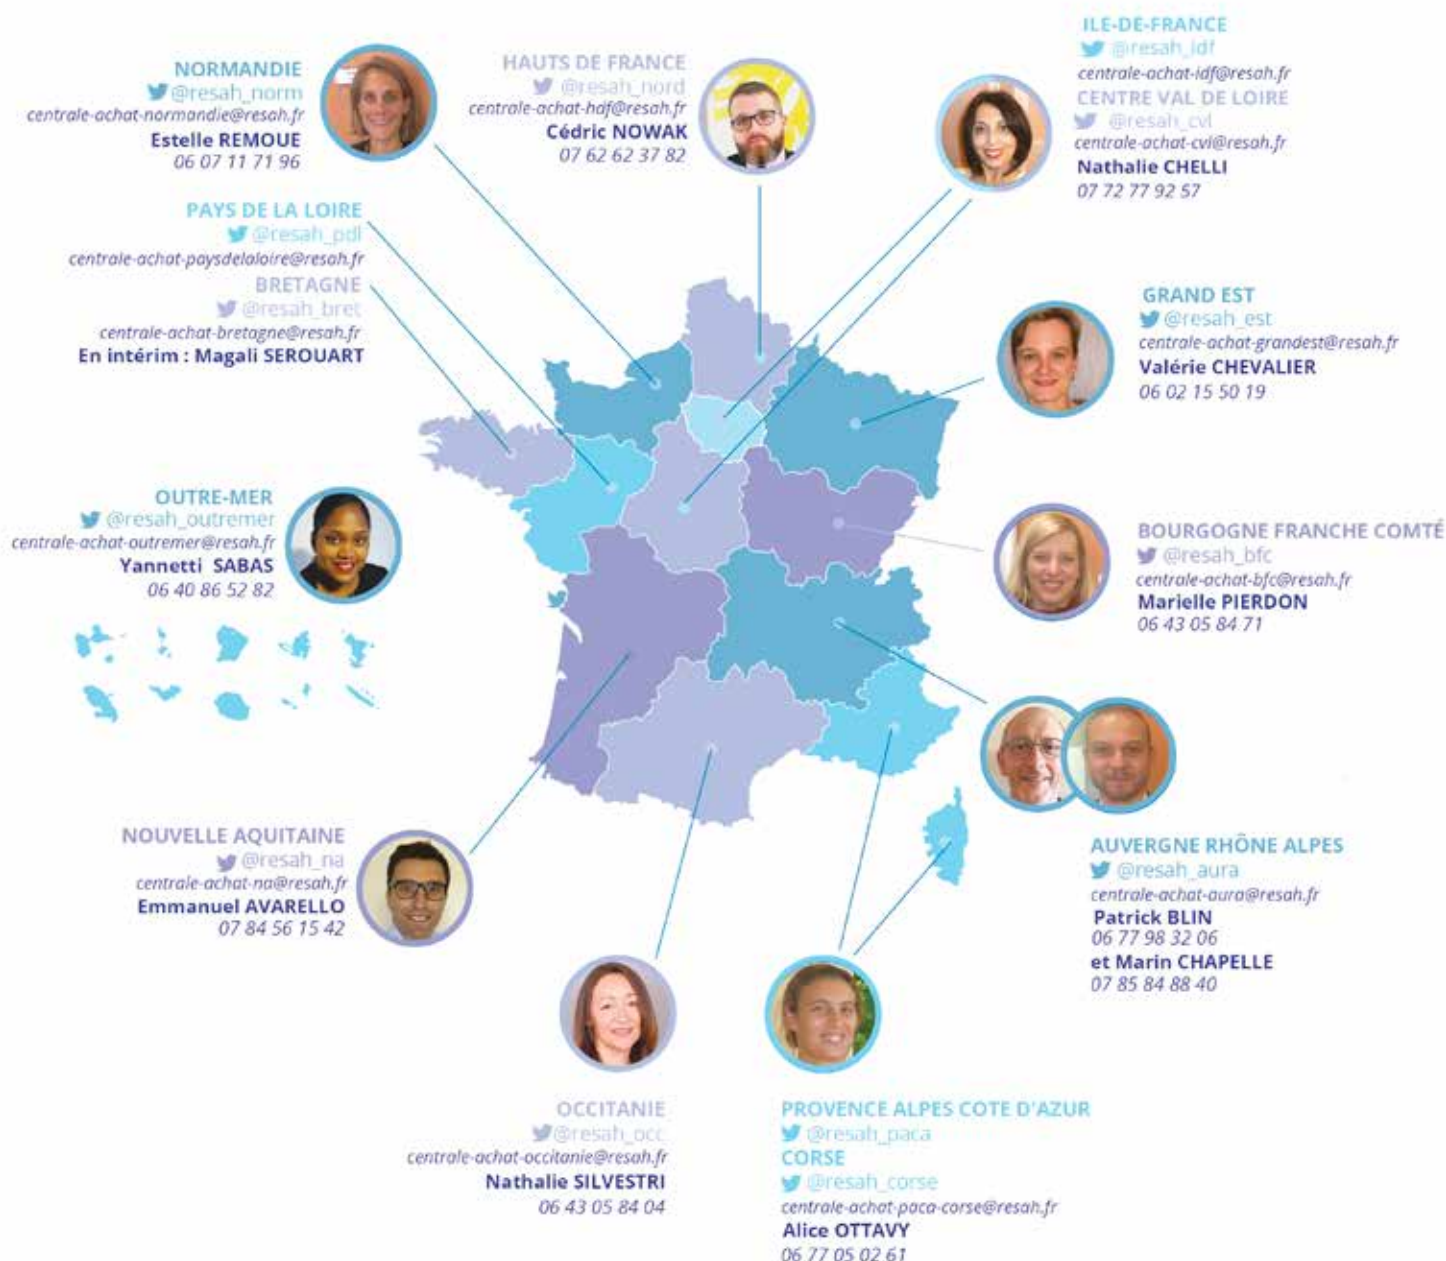 NORMANDIE
@resah_norm
centrale-achat-normandie@resah.fr
Estelle REMOUE
06 07 11 71 96
HAUTS DE FRANCE
@resah_nord
centrale-achat-hdf@resah.fr
Cédric NOWAK
07 62 62 37 82
ILE-DE-FRANCE
@resah_idf
centrale-achat-idf@resah.fr
CENTRE VAL DE LOIRE
@resah_cvl
centrale-achat-cvl@resah.fr
Nathalie CHELLI
07 72 77 92 57
PAYS DE LA LOIRE
@resah_pdl
centrale-achat-paysdelaloire@resah.fr
BRETAGNE
@resah_bret
centrale-achat-bretagne@resah.fr
En intérim : Magali SEROUART
GRAND EST
@resah_est
centrale-achat-grandest@resah.fr
Valérie CHEVALIER
06 02 15 50 19
OUTRE-MER
@resah_outremer
centrale-achat-outremer@resah.fr
Yannetti SABAS
06 40 86 52 82
BOURGOGNE FRANCHE COMTÉ
@resah_bfc
centrale-achat-bfc@resah.fr
Marielle PIERDON
06 43 05 84 71
NOUVELLE AQUITAINE
@resah_na
centrale-achat-na@resah.fr
Emmanuel AVARELLO
07 84 56 15 42
AUVERGNE RHÔNE ALPES
@resah_aura
centrale-achat-aura@resah.fr
Patrick BLIN
06 77 98 32 06
et Marin CHAPELLE
07 85 84 88 40
OCCITANIE
@resah_occ
centrale-achat-occitanie@resah.fr
Nathalie SILVESTRI
06 43 05 84 04
PROVENCE ALPES COTE D'AZUR
@resah_paca
CORSE
@resah_corse
centrale-achat-paca-corse@resah.fr
Alice OTTAVY
06 77 05 02 61